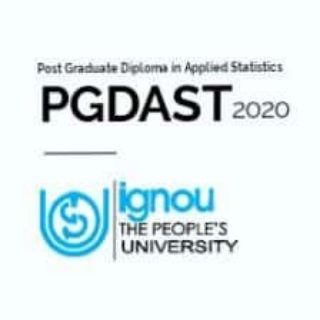 Post Graduate Diploma in Applied Statistics
PGDAST 2020
ignou
THE PEOPLE'S
UNIVERSITY